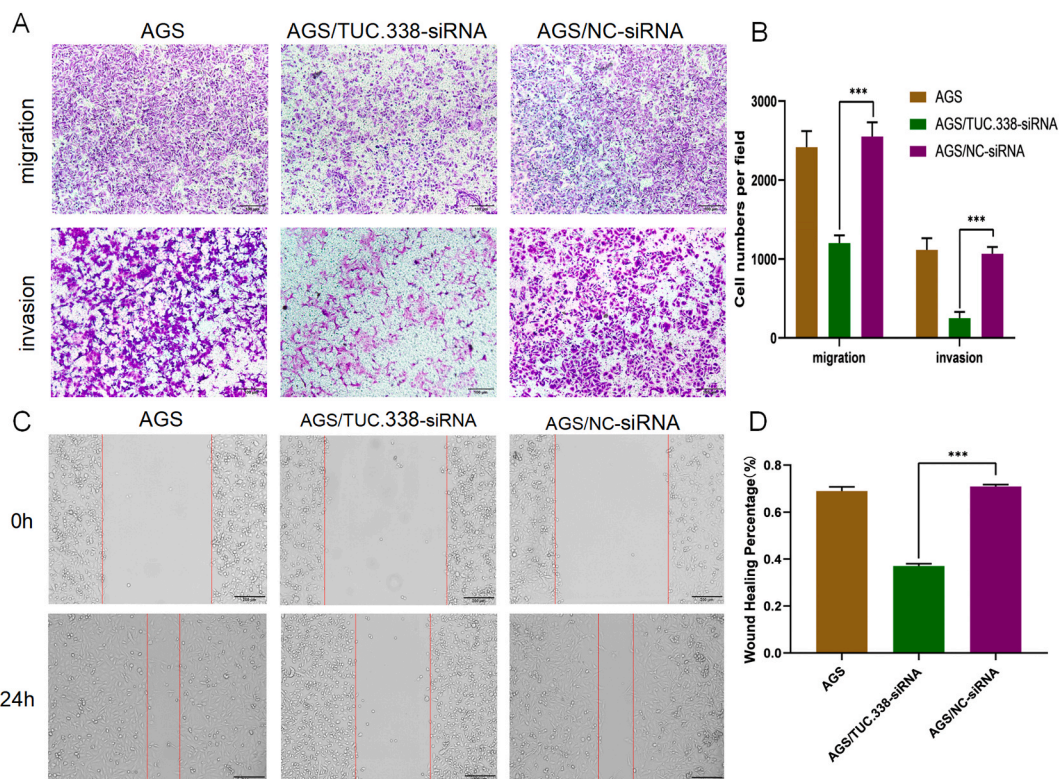 A
AGS
AGS/TUC.338-siRNA
AGS/NC-siRNA
migration
invasion
B
AGS
AGS/TUC.338-siRNA
AGS/NC-siRNA
Cell numbers per field
3000
2000
1000
0
***
***
migration
invasion
C
AGS
AGS/TUC.338-siRNA
AGS/NC-siRNA
0h
24h
D
Wound Healing Percentage(%)
0.8
0.6
0.4
0.2
0.0
***
AGS
AGS/TUC.338-siRNA
AGS/NC-siRNA